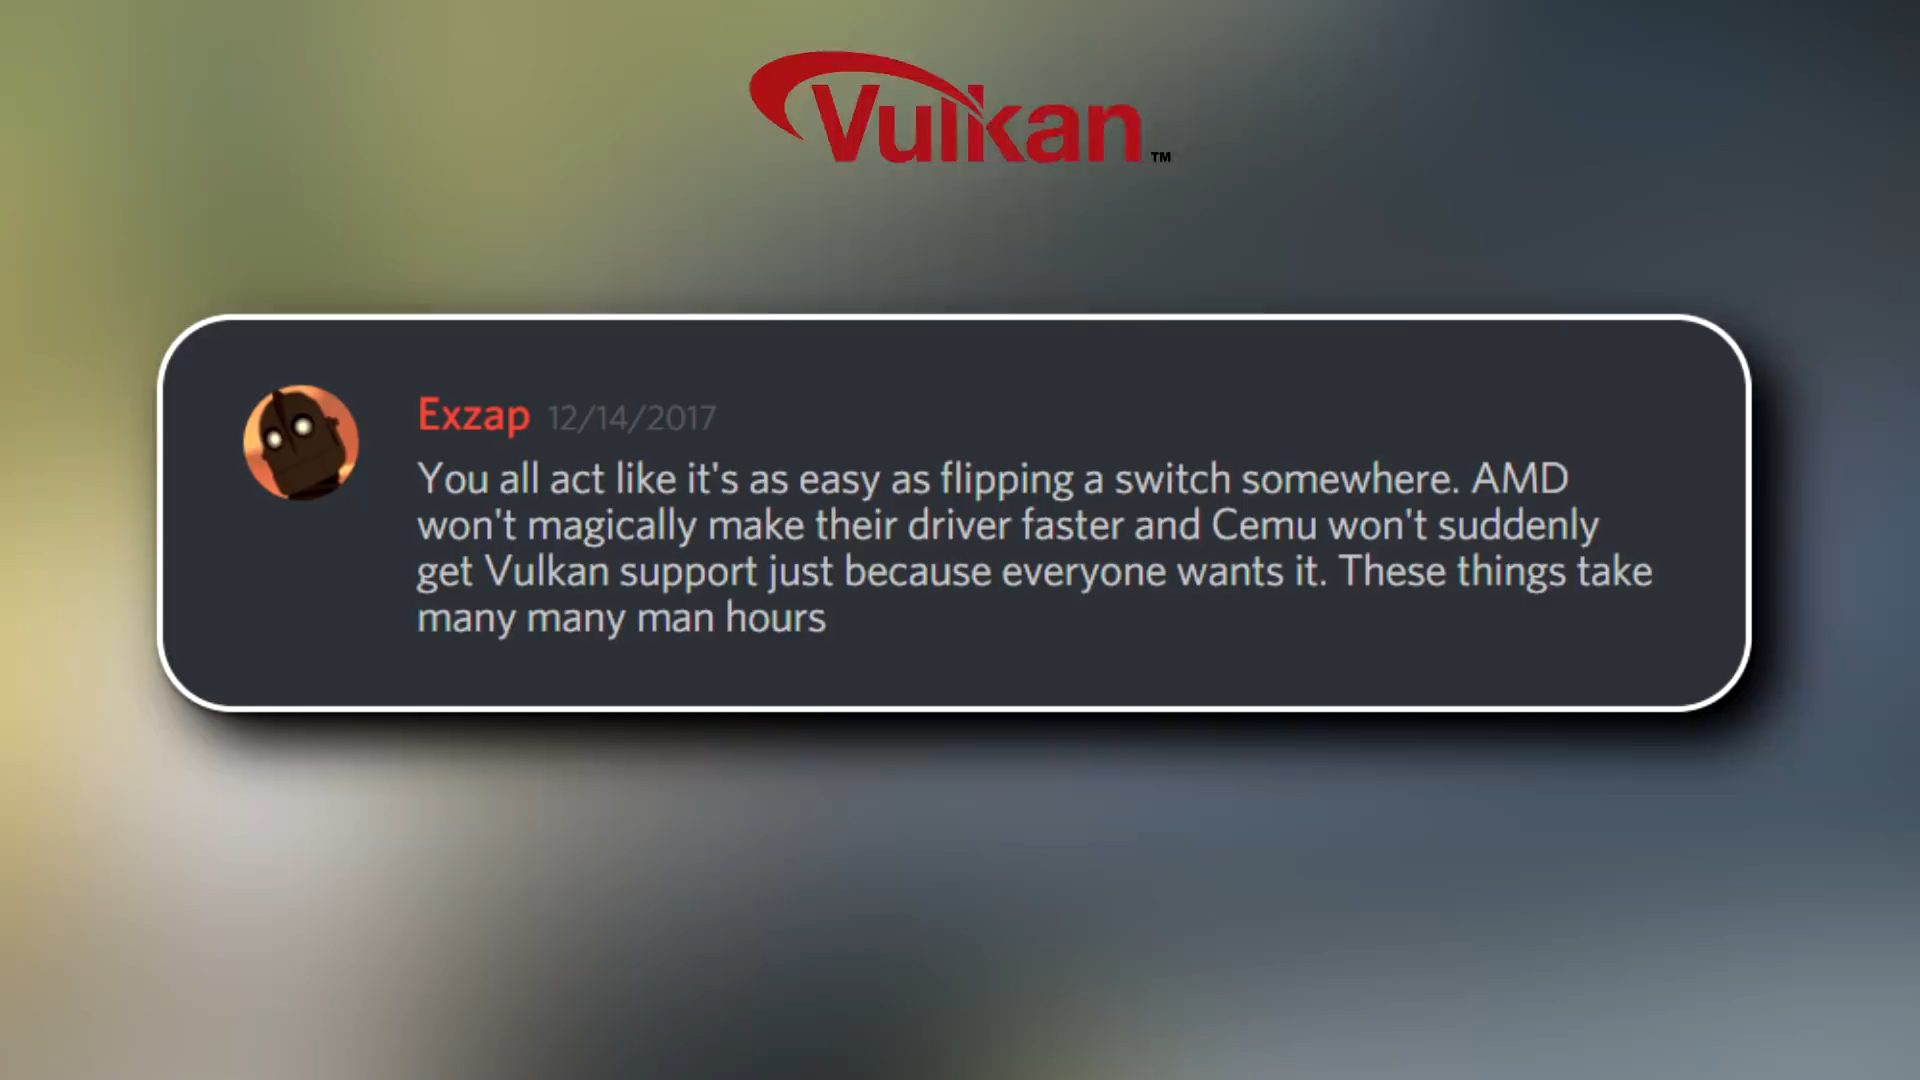 Vulkan™
Exzap 12/14/2017
You all act like it's as easy as flipping a switch somewhere. AMD
won't magically make their driver faster and Cemu won't suddenly
get Vulkan support just because everyone wants it. These things take
many many man hours